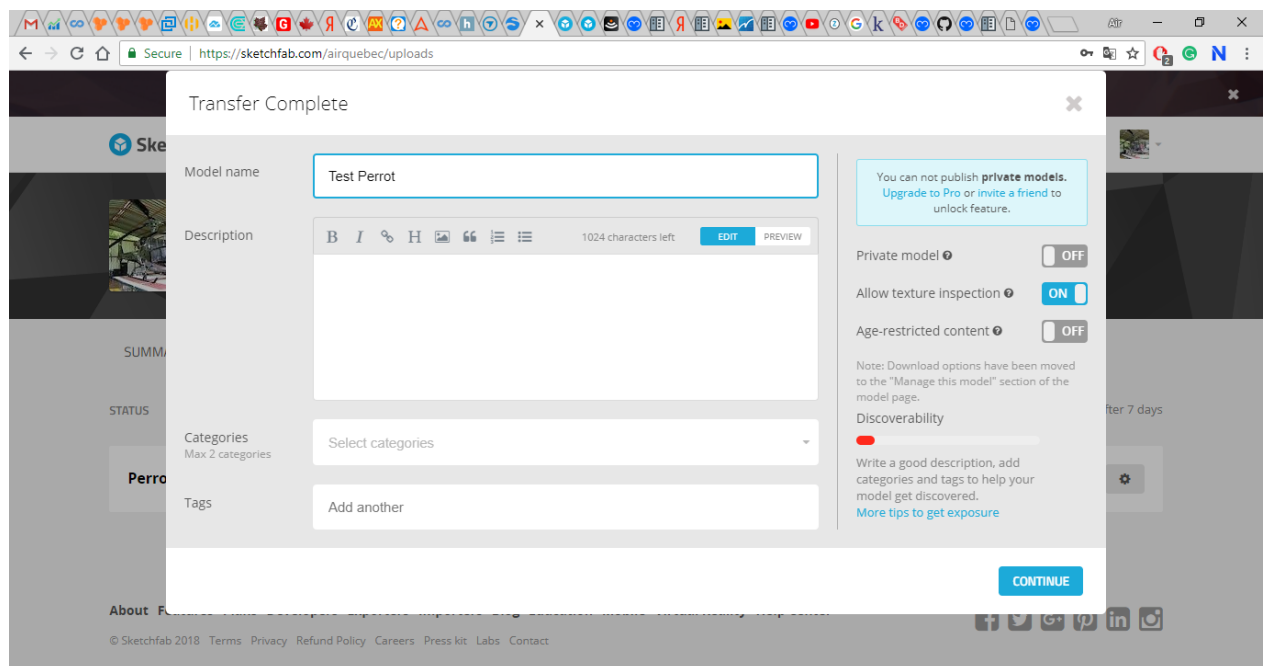 Air
Secure | https://sketchfab.com/airquebec/uploads
2
Transfer Complete
Ske
Model name
Test Perrot
You can not publish private models.
Upgrade to Pro or invite a friend to
unlock feature.
Description
B I H
1024 characters left
EDIT PREVIEW
Private model OFF
Allow texture inspection ON
Age-restricted content OFF
SUMMA
Note: Download options have been moved
to the "Manage this model" section of the
model page.
STATUS
fter 7 days
Discoverability
Categories
Max 2 categories
Select categories
Write a good description, add
categories and tags to help your
model get discovered.
More tips to get exposure
Perro
Tags
Add another
CONTINUE
About
© Sketchfab 2018 Terms Privacy Refund Policy Careers Press kit Labs Contact